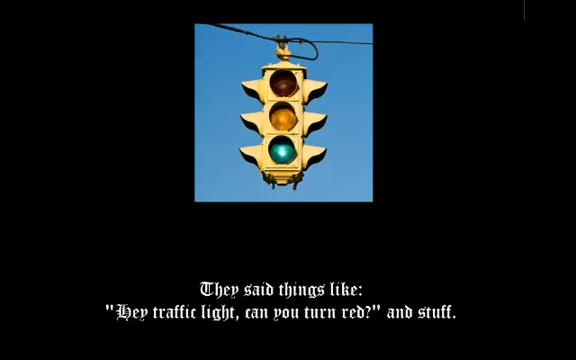 They said things like:
"Hey traffic light, can you turn red?" and stuff.